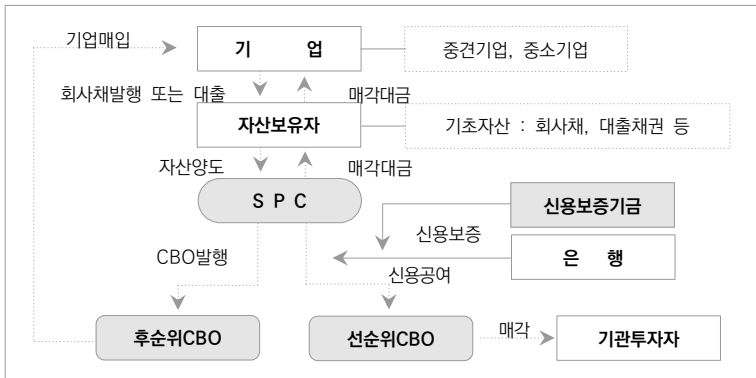 기업매입
기 업
중견기업, 중소기업
회사채발행 또는 대출
매각대금
자산보유자
기초자산 : 회사채, 대출채권 등
자산양도
매각대금
S P C
신용보증기금
신용보증
CBO발행
은 행
신용공여
후순위CBO
선순위CBO
매각
기관투자자